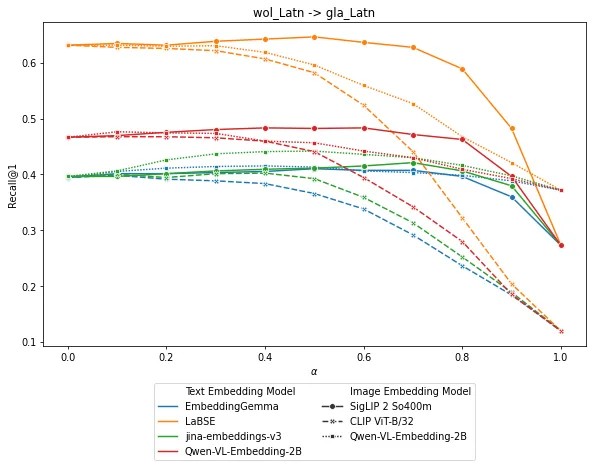 wol_Latn -> gla_Latn
Recall@1
0.6
0.5
0.4
0.3
0.2
0.1
0.0 0.2 0.4 0.6 0.8 1.0
α
Text Embedding Model Image Embedding Model
EmbeddingGemma SigLIP 2 So400m
LaBSE CLIP ViT-B/32
jina-embeddings-v3 Qwen-VL-Embedding-2B
Qwen-VL-Embedding-2B